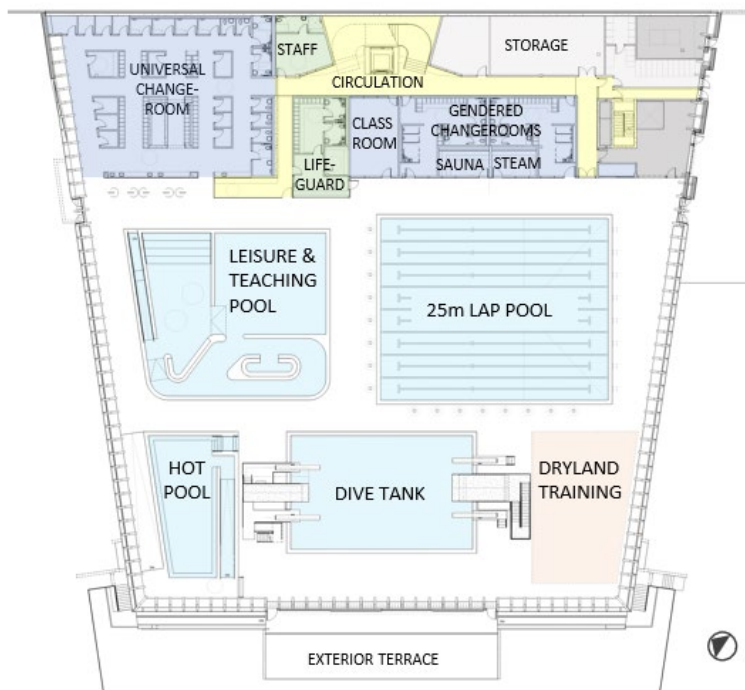 STAFF
STORAGE
UNIVERSAL
CHANGE-
ROOM
CIRCULATION
CLASS
ROOM
GENDERED
CHANGEROOMS
LIFE-
GUARD
SAUNA
STEAM
LEISURE &
TEACHING
POOL
25m LAP POOL
HOT
POOL
DIVE TANK
DRYLAND
TRAINING
EXTERIOR TERRACE